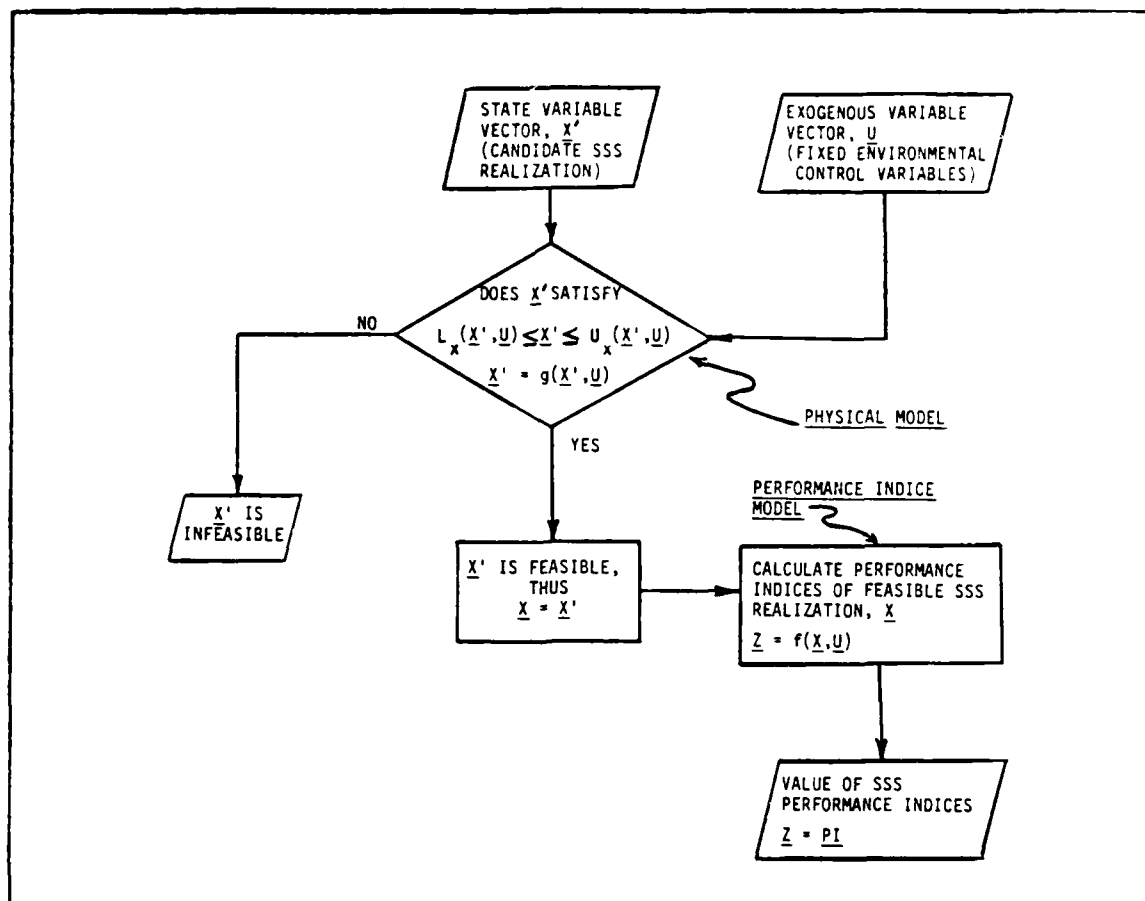 STATE VARIABLE
VECTOR, X'
(CANDIDATE SSS
REALIZATION)
EXOGENOUS VARIABLE
VECTOR, U
(FIXED ENVIRONMENTAL
CONTROL VARIABLES)
DOES X' SATISFY
L_x(X',U) ≤ X' ≤ U_x(X',U)
X' = g(X',U)
NO
YES
PHYSICAL MODEL
X' IS
INFEASIBLE
PERFORMANCE INDICE
MODEL
X' IS FEASIBLE,
THUS
X = X'
CALCULATE PERFORMANCE
INDICES OF FEASIBLE SSS
REALIZATION, X
Z = f(X,U)
VALUE OF SSS
PERFORMANCE INDICES
Z = PI